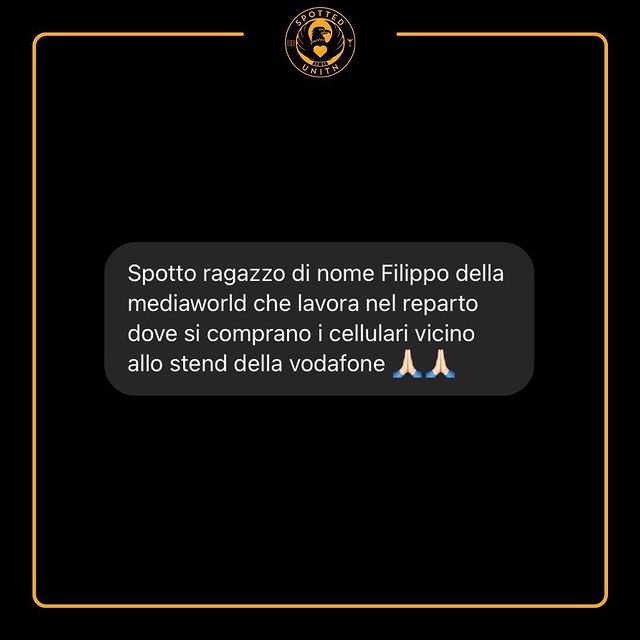 SPOTTED
UNITN
Spotto ragazzo di nome Filippo della
mediaworld che lavora nel reparto
dove si comprano i cellulari vicino
allo stend della vodafone 🙏🏻🙏🏻